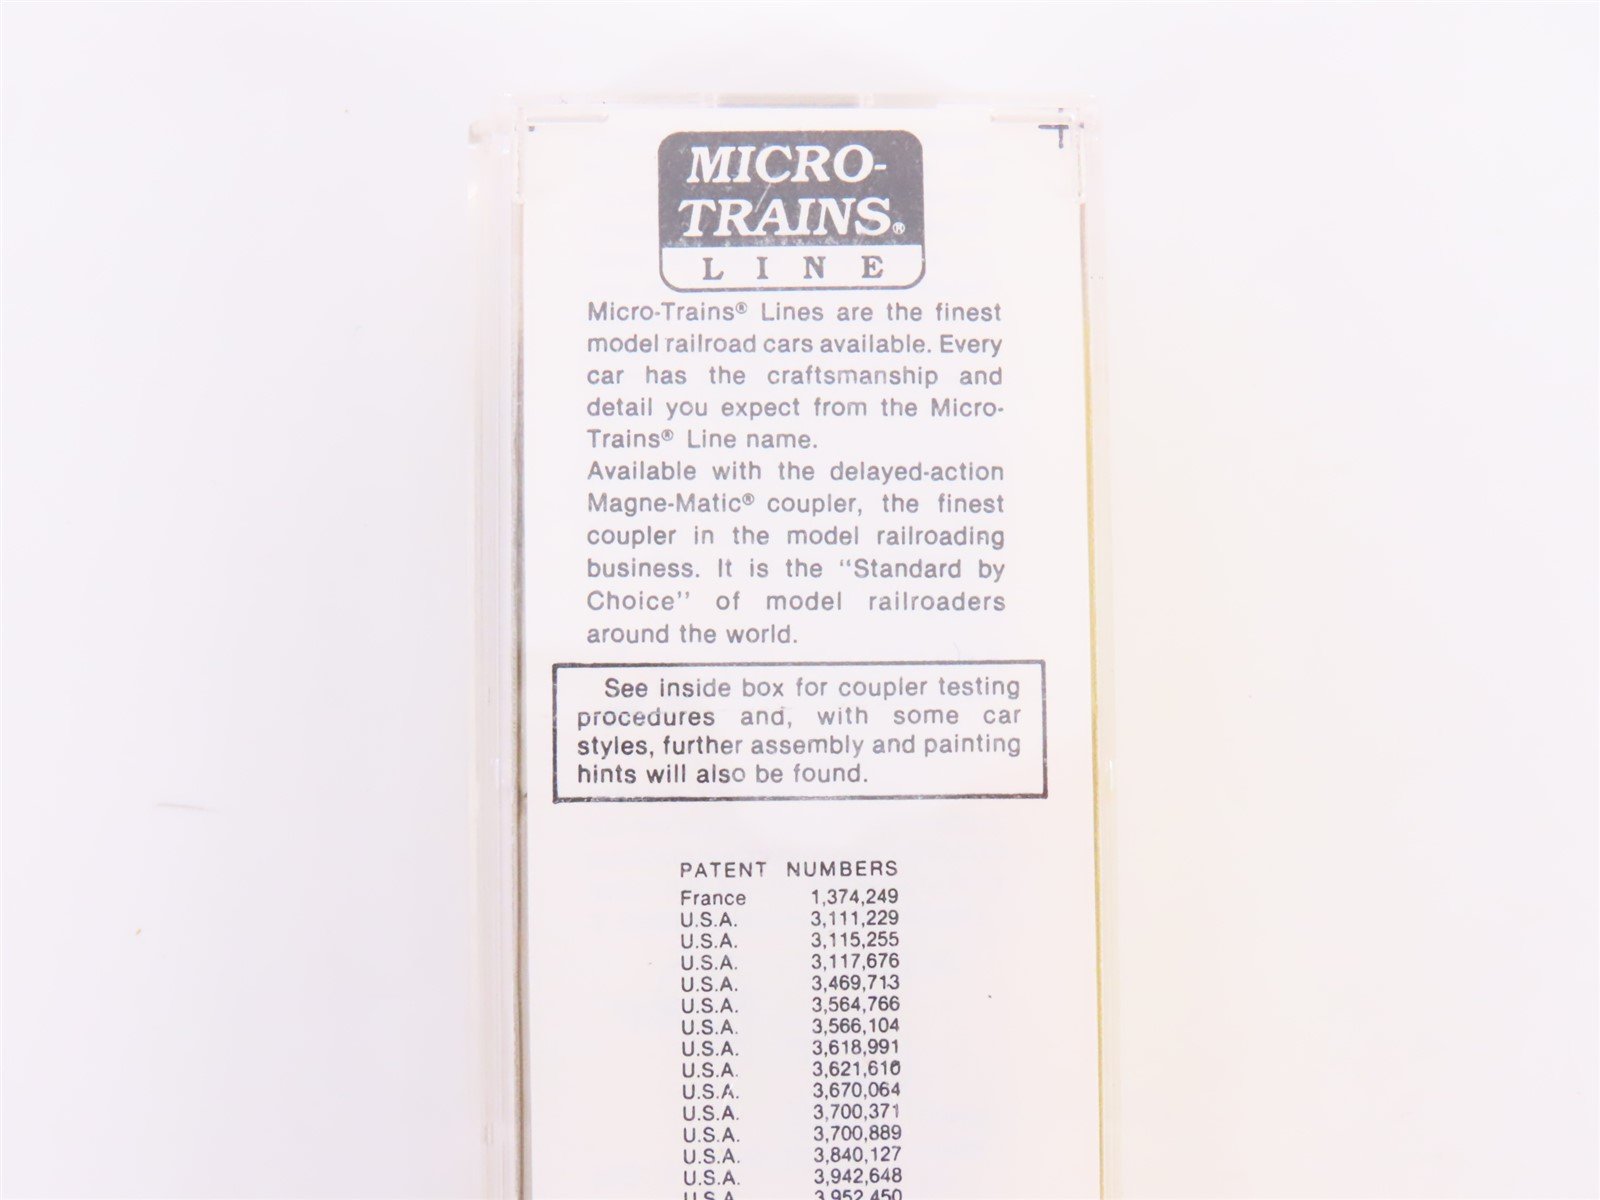 MICRO-
TRAINS®
LINE
Micro-Trains® Lines are the finest
model railroad cars available. Every
car has the craftsmanship and
detail you expect from the Micro-
Trains® Line name.
Available with the delayed-action
Magne-Matic® coupler, the finest
coupler in the model railroading
business. It is the "Standard by
Choice" of model railroaders
around the world.
See inside box for coupler testing
procedures and, with some car
styles, further assembly and painting
hints will also be found.
PATENT NUMBERS
France 1,374,249
U.S.A. 3,111,229
U.S.A. 3,115,255
U.S.A. 3,117,676
U.S.A. 3,469,713
U.S.A. 3,564,766
U.S.A. 3,566,104
U.S.A. 3,618,991
U.S.A. 3,621,610
U.S.A. 3,670,064
U.S.A. 3,700,371
U.S.A. 3,700,889
U.S.A. 3,840,127
U.S.A. 3,942,648
U.S.A. 3,952,450